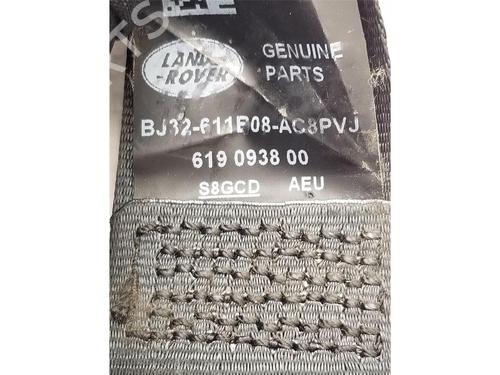 LAND
-ROVER
GENUINE
PARTS
BJ32-611B08-AC8PVJ
619 0938 00
S8GCD AEU